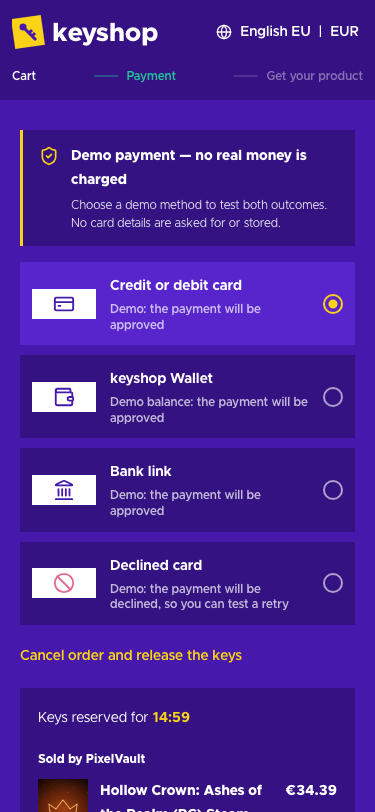 keyshop
English EU | EUR
Cart
Payment
Get your product
Demo payment — no real money is
charged
Choose a demo method to test both outcomes.
No card details are asked for or stored.
Credit or debit card
Demo: the payment will be
approved
keyshop Wallet
Demo balance: the payment will be
approved
Bank link
Demo: the payment will be
approved
Declined card
Demo: the payment will be
declined, so you can test a retry
Cancel order and release the keys
Keys reserved for 14:59
Sold by PixelVault
Hollow Crown: Ashes of
€34.39
the Realm (PC) Steam